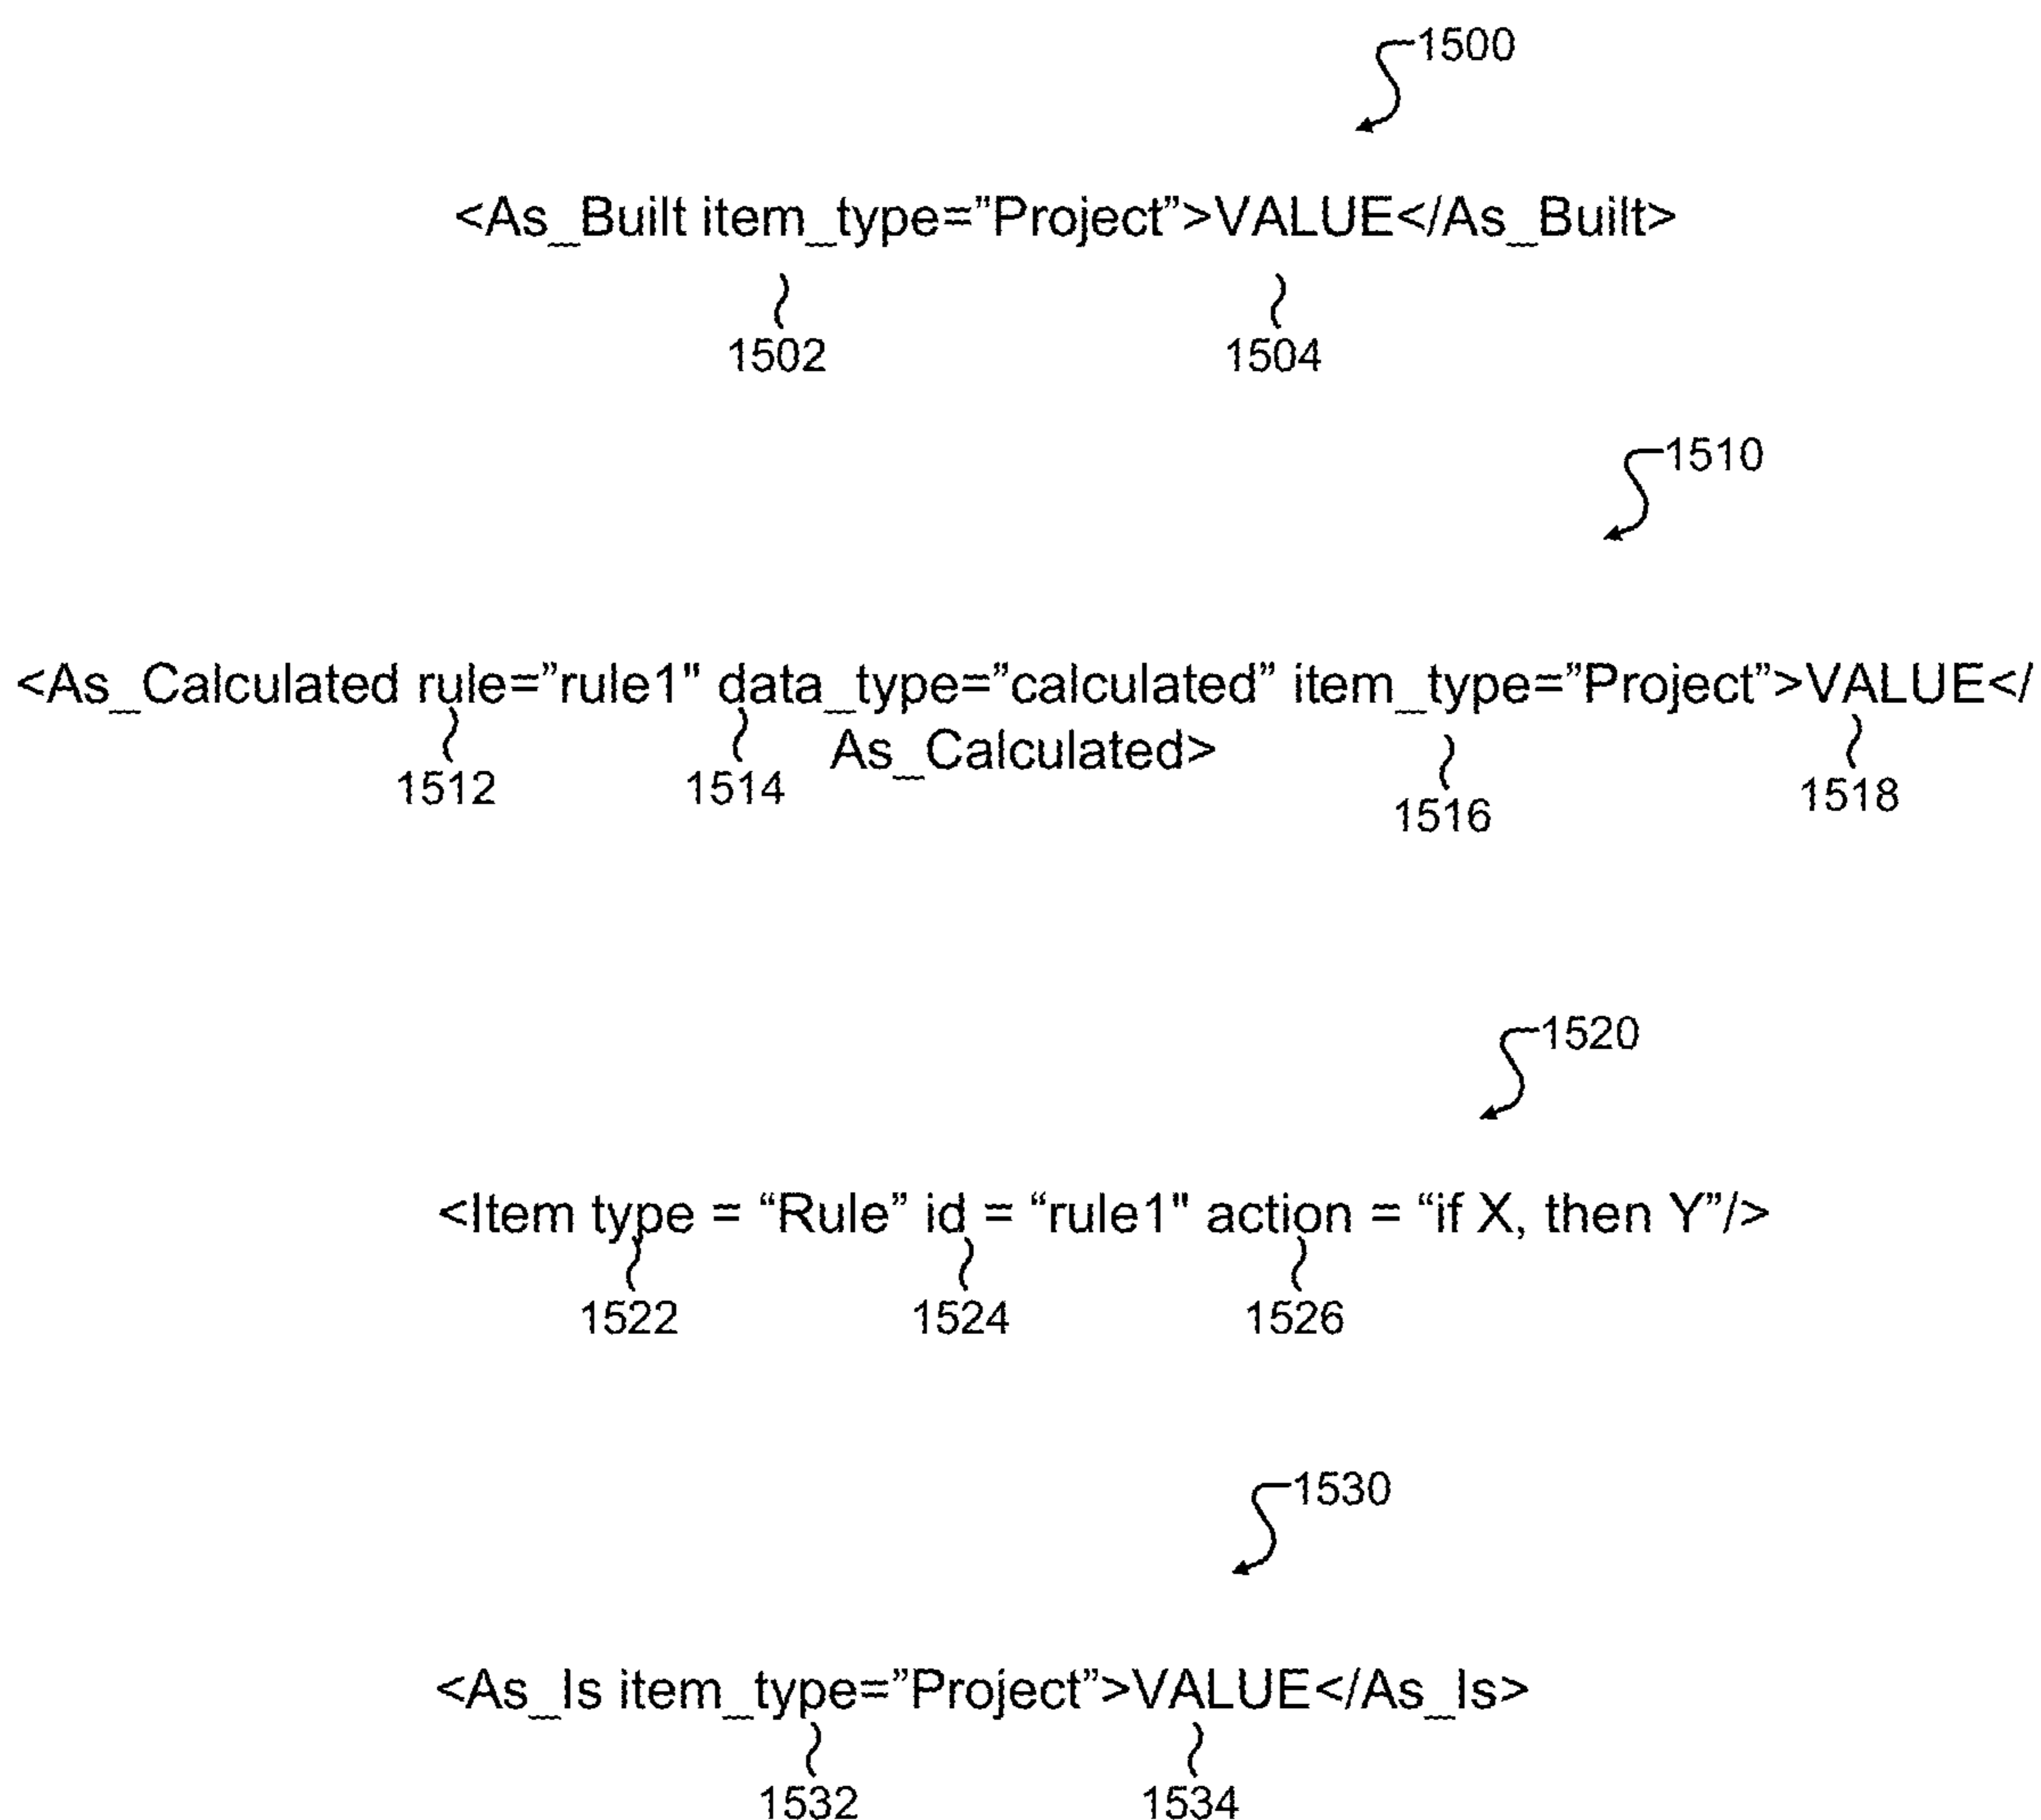 1500
<As_Built item_type=”Project”>VALUE</As_Built>
1502 1504
1510
<As_Calculated rule=”rule1" data_type=”calculated” item_type=”Project”>VALUE</
As_Calculated>
1512 1514 1516 1518
1520
<Item type = “Rule” id = “rule1" action = “if X, then Y”/>
1522 1524 1526
1530
<As_Is item_type=”Project”>VALUE</As_Is>
1532 1534